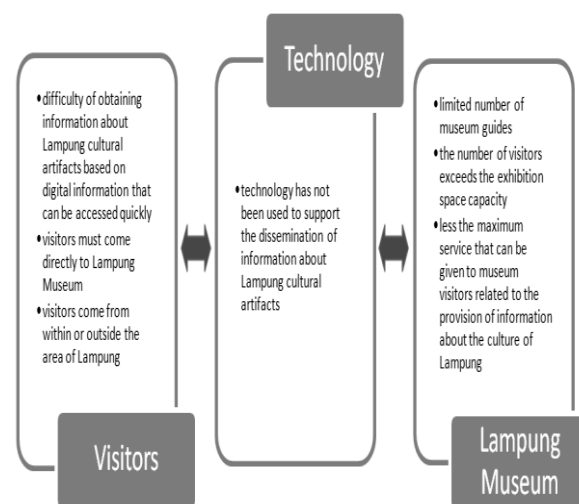 Technology
•difficulty of obtaining
information about
Lampung cultural
artifacts based on
digital information that
can be accessed quickly
•visitors must come
directly to Lampung
Museum
•visitors come from
within or outside the
area of Lampung
Visitors
•technology has not
been used to support
the dissemination of
information about
Lampung cultural
artifacts
•limited number of
museum guides
•the number of visitors
exceeds the exhibition
space capacity
•less the maximum
service that can be
given to museum
visitors related to the
provision of information
about the culture of
Lampung
Lampung
Museum